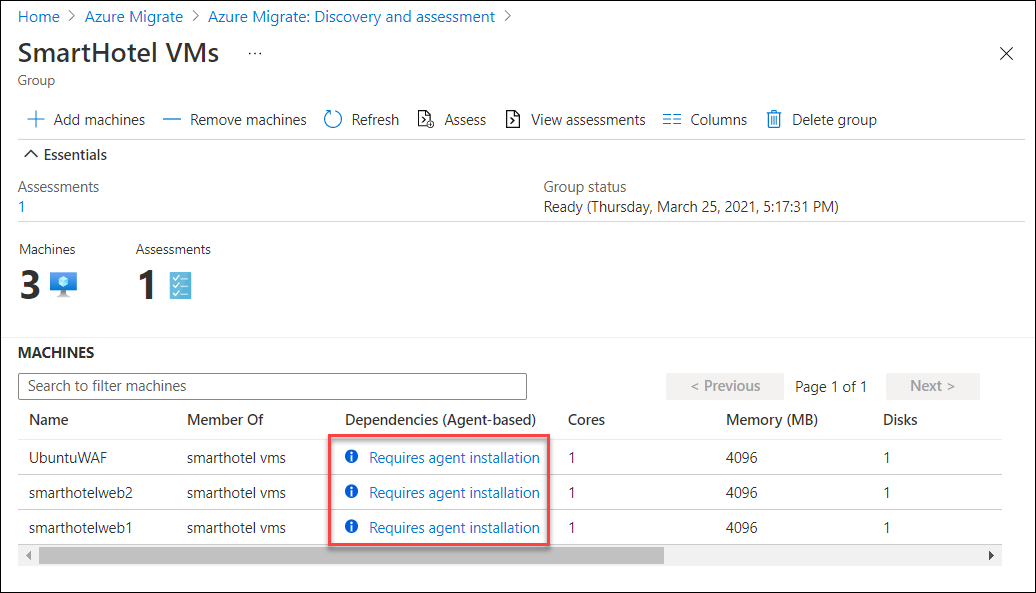 Home > Azure Migrate > Azure Migrate: Discovery and assessment >
SmartHotel VMs ...
Group
Add machines Remove machines Refresh Assess View assessments Columns Delete group
Essentials
Assessments Group status
1 Ready (Thursday, March 25, 2021, 5:17:31 PM)
Machines Assessments
3 1
MACHINES
Search to filter machines < Previous Page 1 of 1 Next >
Name Member Of Dependencies (Agent-based) Cores Memory (MB) Disks
UbuntuWAF smarthotel vms Requires agent installation 1 4096 1
smarthotelweb2 smarthotel vms Requires agent installation 1 4096 1
smarthotelweb1 smarthotel vms Requires agent installation 1 4096 1